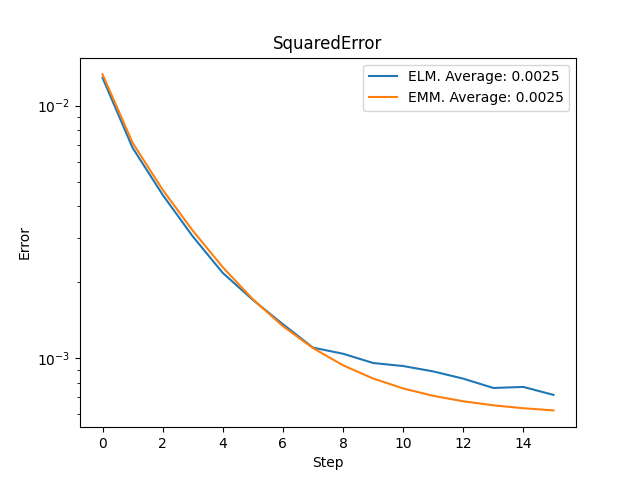 SquaredError
ELM. Average: 0.0025
EMM. Average: 0.0025
10⁻²
10⁻³
Error
0 2 4 6 8 10 12 14
Step